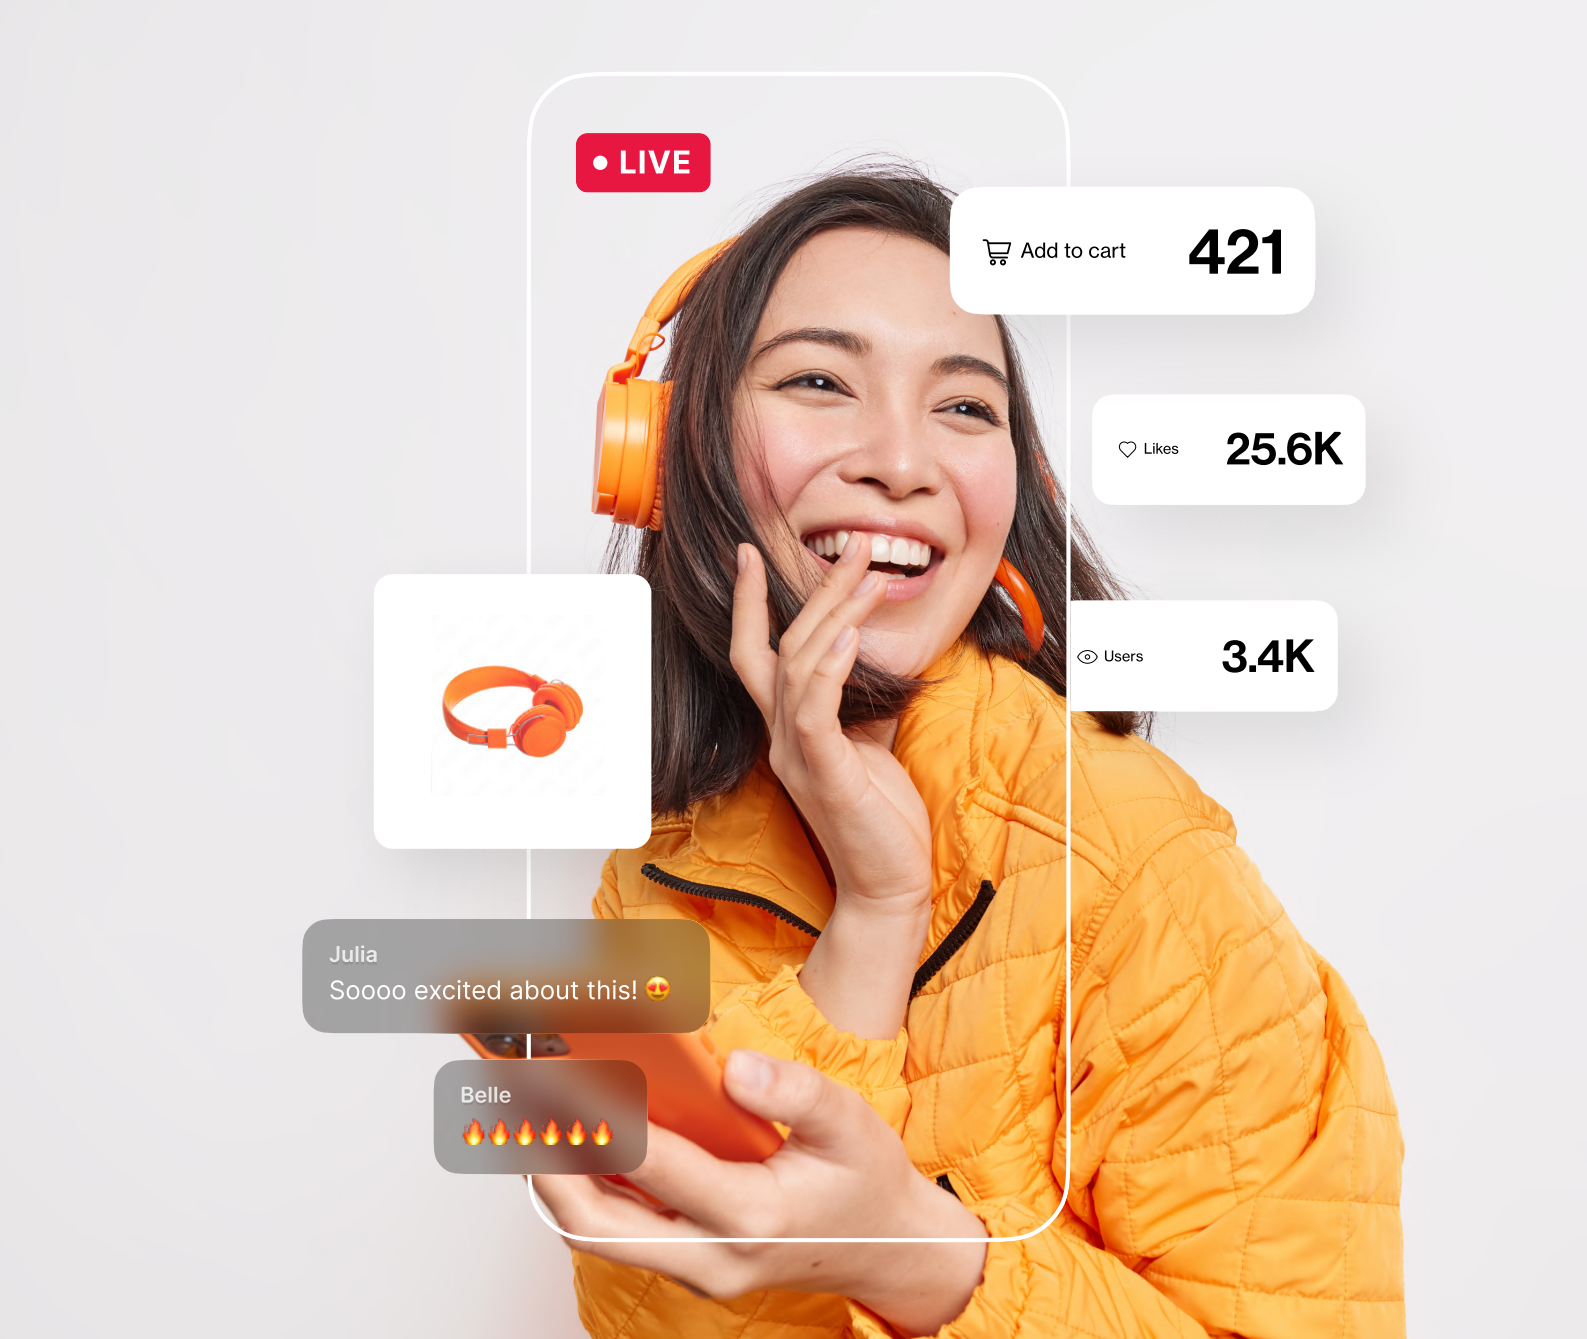 LIVE
Add to cart 421
Likes 25.6K
Users 3.4K
Julia
Soooo excited about this! 😍
Belle
🔥🔥🔥🔥🔥🔥